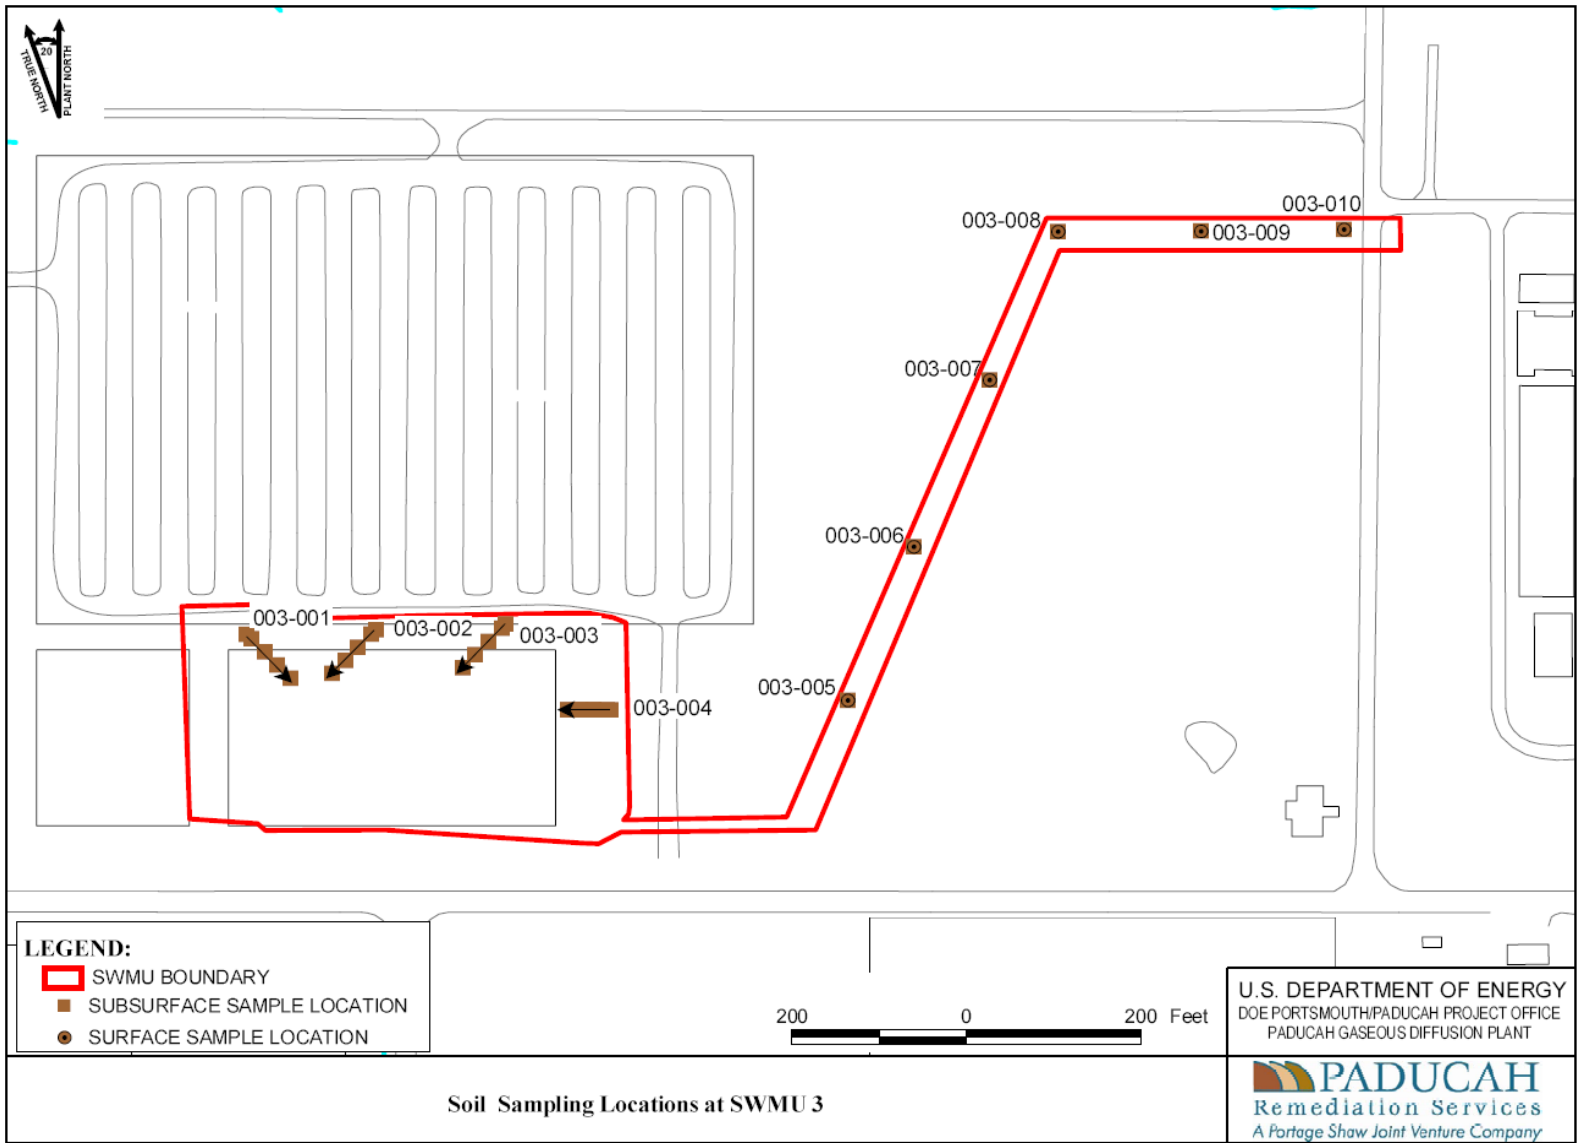 20
TRUE NORTH
PLANT NORTH
003-010
003-008
003-009
003-007
003-006
003-001
003-002
003-003
003-005
003-004
LEGEND:
SWMU BOUNDARY
SUBSURFACE SAMPLE LOCATION
SURFACE SAMPLE LOCATION
200 0 200 Feet
U.S. DEPARTMENT OF ENERGY
DOE PORTSMOUTH/PADUCAH PROJECT OFFICE
PADUCAH GASEOUS DIFFUSION PLANT
Soil Sampling Locations at SWMU 3
PADUCAH
Remediation Services
A Portage Shaw Joint Venture Company